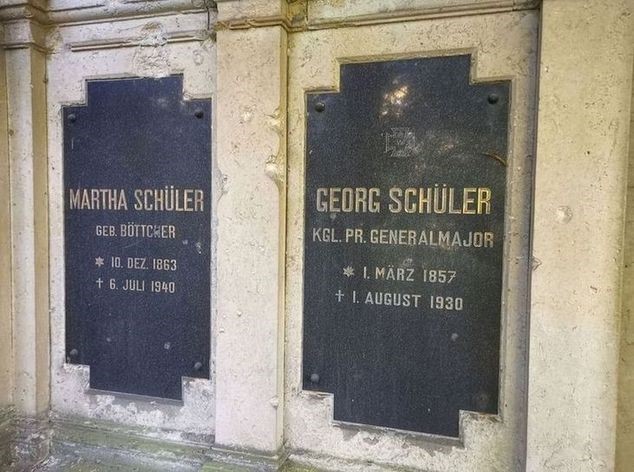 MARTHA SCHÜLER
GEB. BÖTTCHER
* 10. DEZ. 1863
† 6. JULI 1940
GEORG SCHÜLER
KGL. PR. GENERALMAJOR
* 1. MÄRZ 1857
† 1. AUGUST 1930